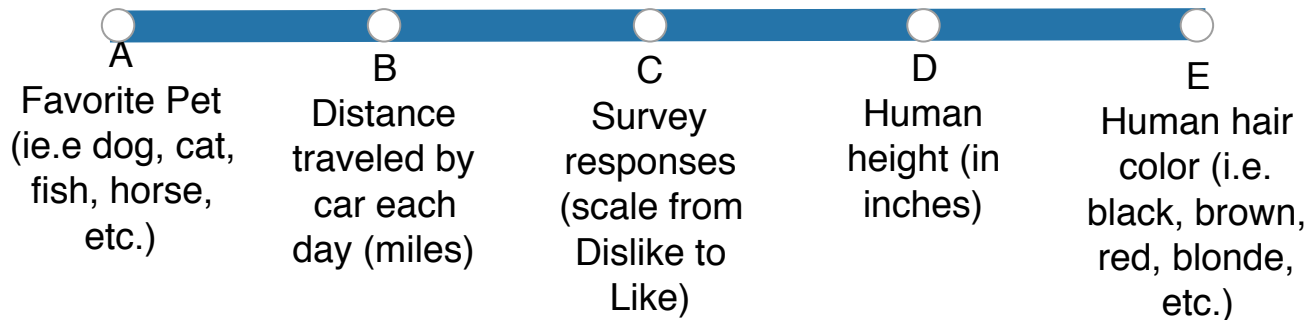 A
Favorite Pet
(ie.e dog, cat,
fish, horse,
etc.)
B
Distance
traveled by
car each
day (miles)
C
Survey
responses
(scale from
Dislike to
Like)
D
Human
height (in
inches)
E
Human hair
color (i.e.
black, brown,
red, blonde,
etc.)